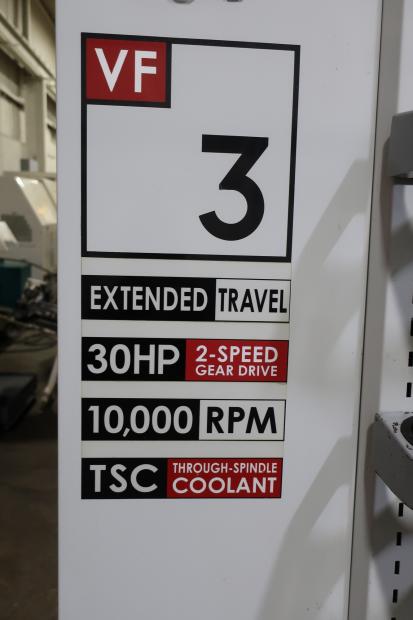 VF
3
EXTENDED TRAVEL
30HP 2-SPEED
GEAR DRIVE
10,000 RPM
TSC THROUGH-SPINDLE
COOLANT